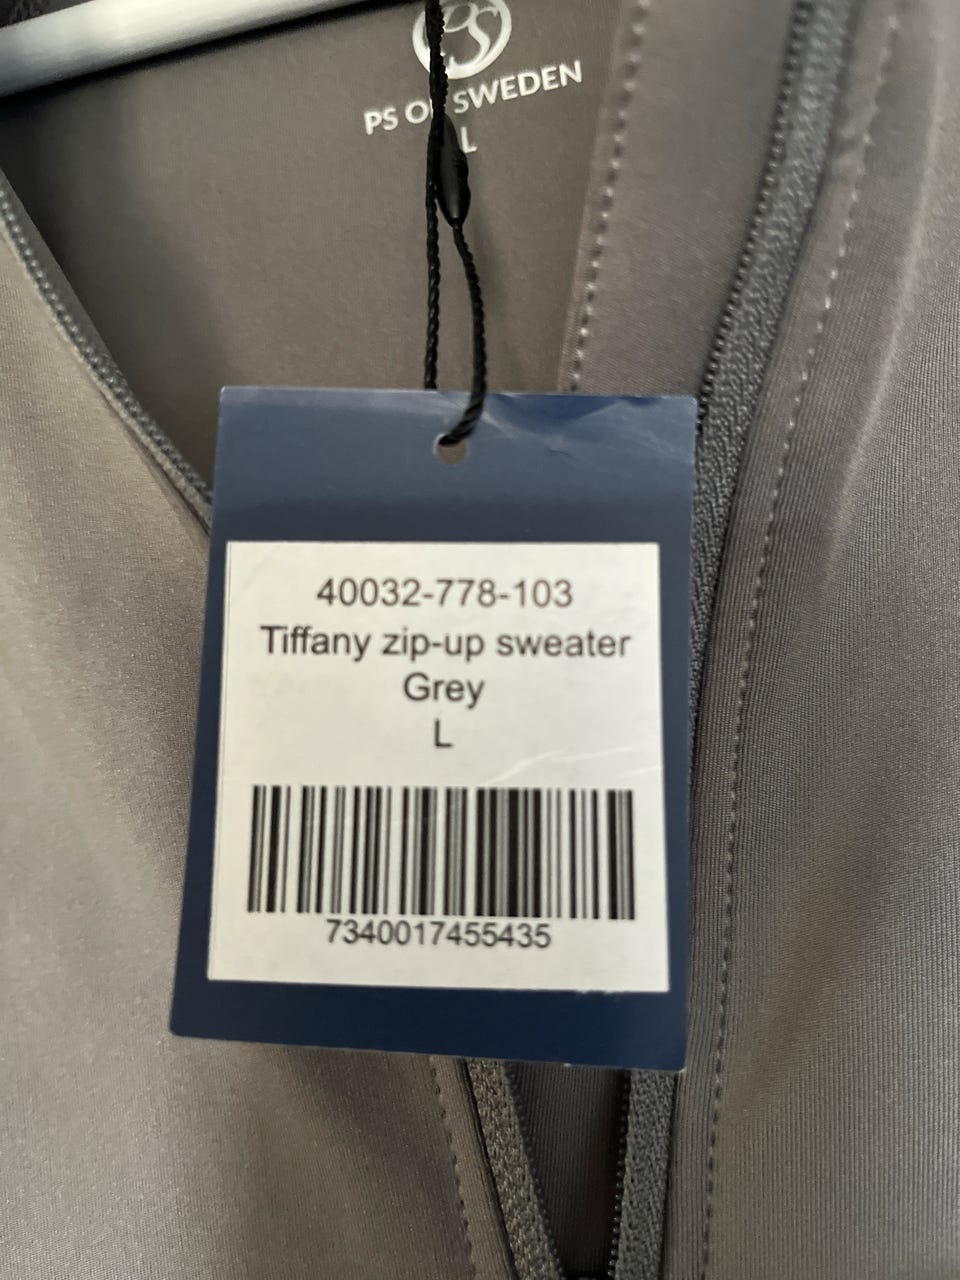 PS
PS OF SWEDEN
L
40032-778-103
Tiffany zip-up sweater
Grey
L
7340017455435